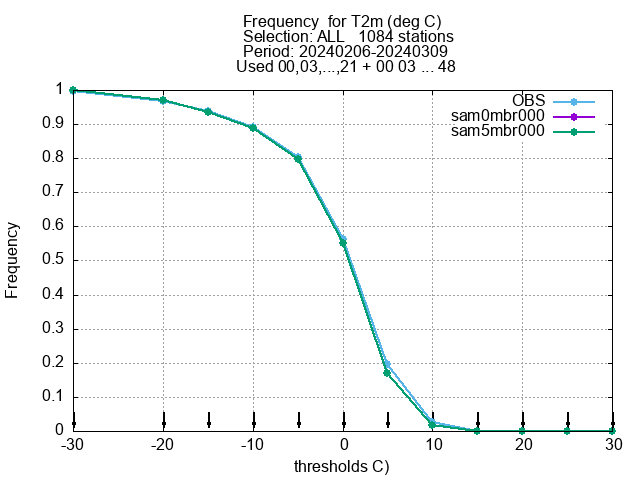 Frequency  for T2m (deg C)
Selection: ALL   1084 stations
Period: 20240206-20240309
Used 00,03,...,21 + 00 03 ... 48
OBS
sam0mbr000
sam5mbr000
1
0.9
0.8
0.7
0.6
0.5
0.4
0.3
0.2
0.1
0
Frequency
-30 -20 -10 0 10 20 30
thresholds C)